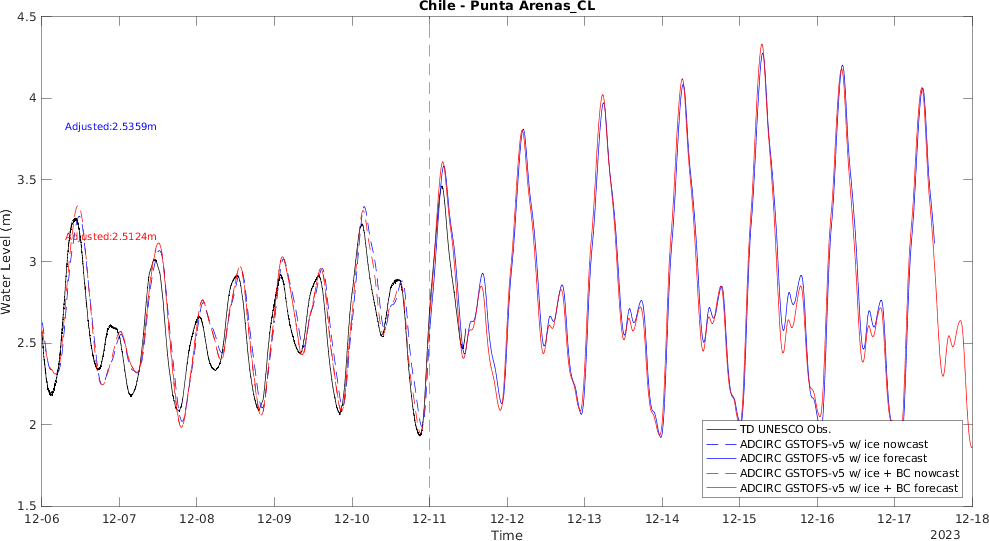 Chile - Punta Arenas_CL
4.5
4
3.5
3
2.5
2
1.5
Water Level (m)
Adjusted:2.5359m
Adjusted:2.5124m
TD UNESCO Obs.
ADCIRC GSTOFS-v5 w/ ice nowcast
ADCIRC GSTOFS-v5 w/ ice forecast
ADCIRC GSTOFS-v5 w/ ice + BC nowcast
ADCIRC GSTOFS-v5 w/ ice + BC forecast
12-06 12-07 12-08 12-09 12-10 12-11 12-12 12-13 12-14 12-15 12-16 12-17 12-18
Time
2023